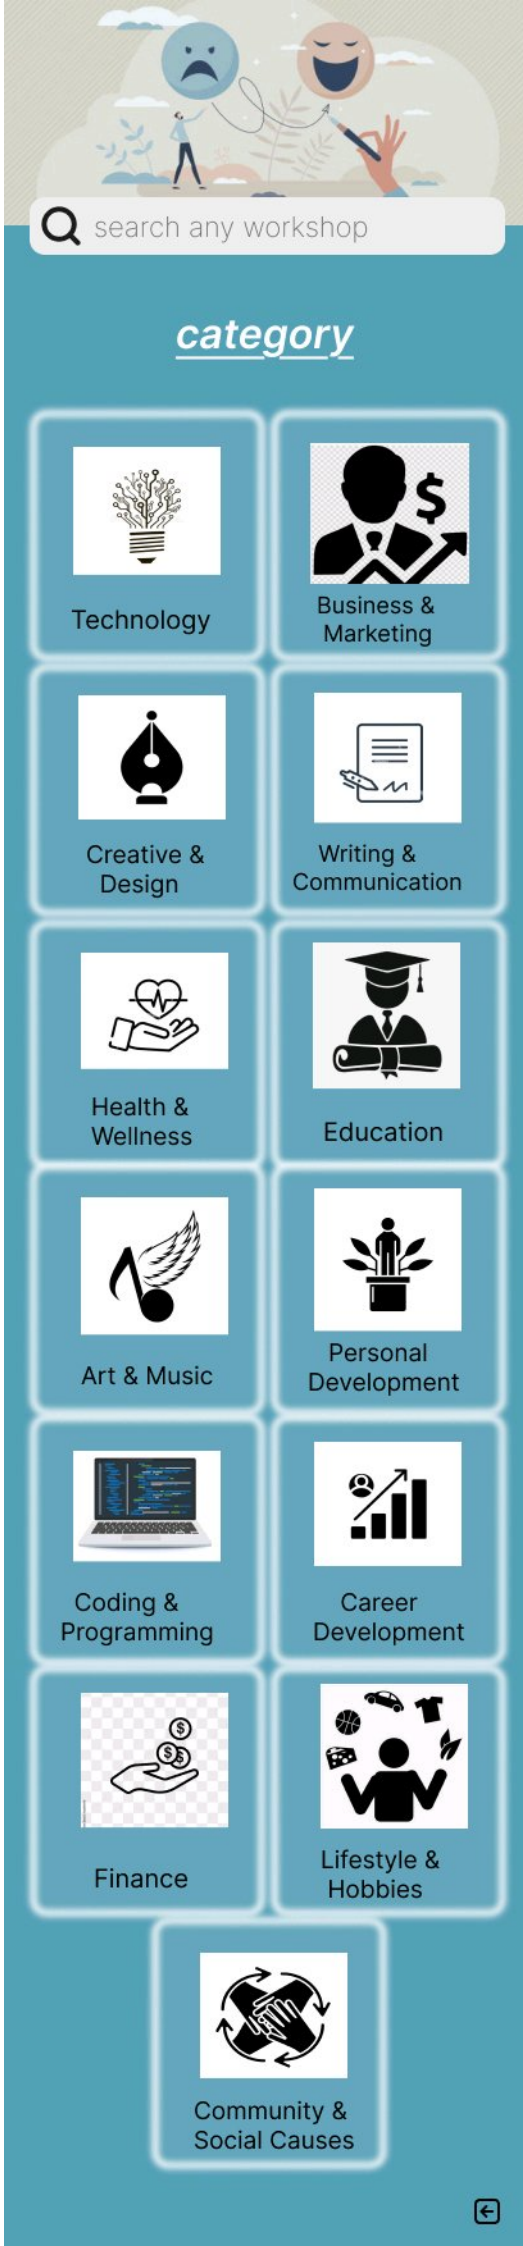 search any workshop
category
Technology
Business &
Marketing
Creative &
Design
Writing &
Communication
Health &
Wellness
Education
Art & Music
Personal
Development
Coding &
Programming
Career
Development
Finance
Lifestyle &
Hobbies
Community &
Social Causes